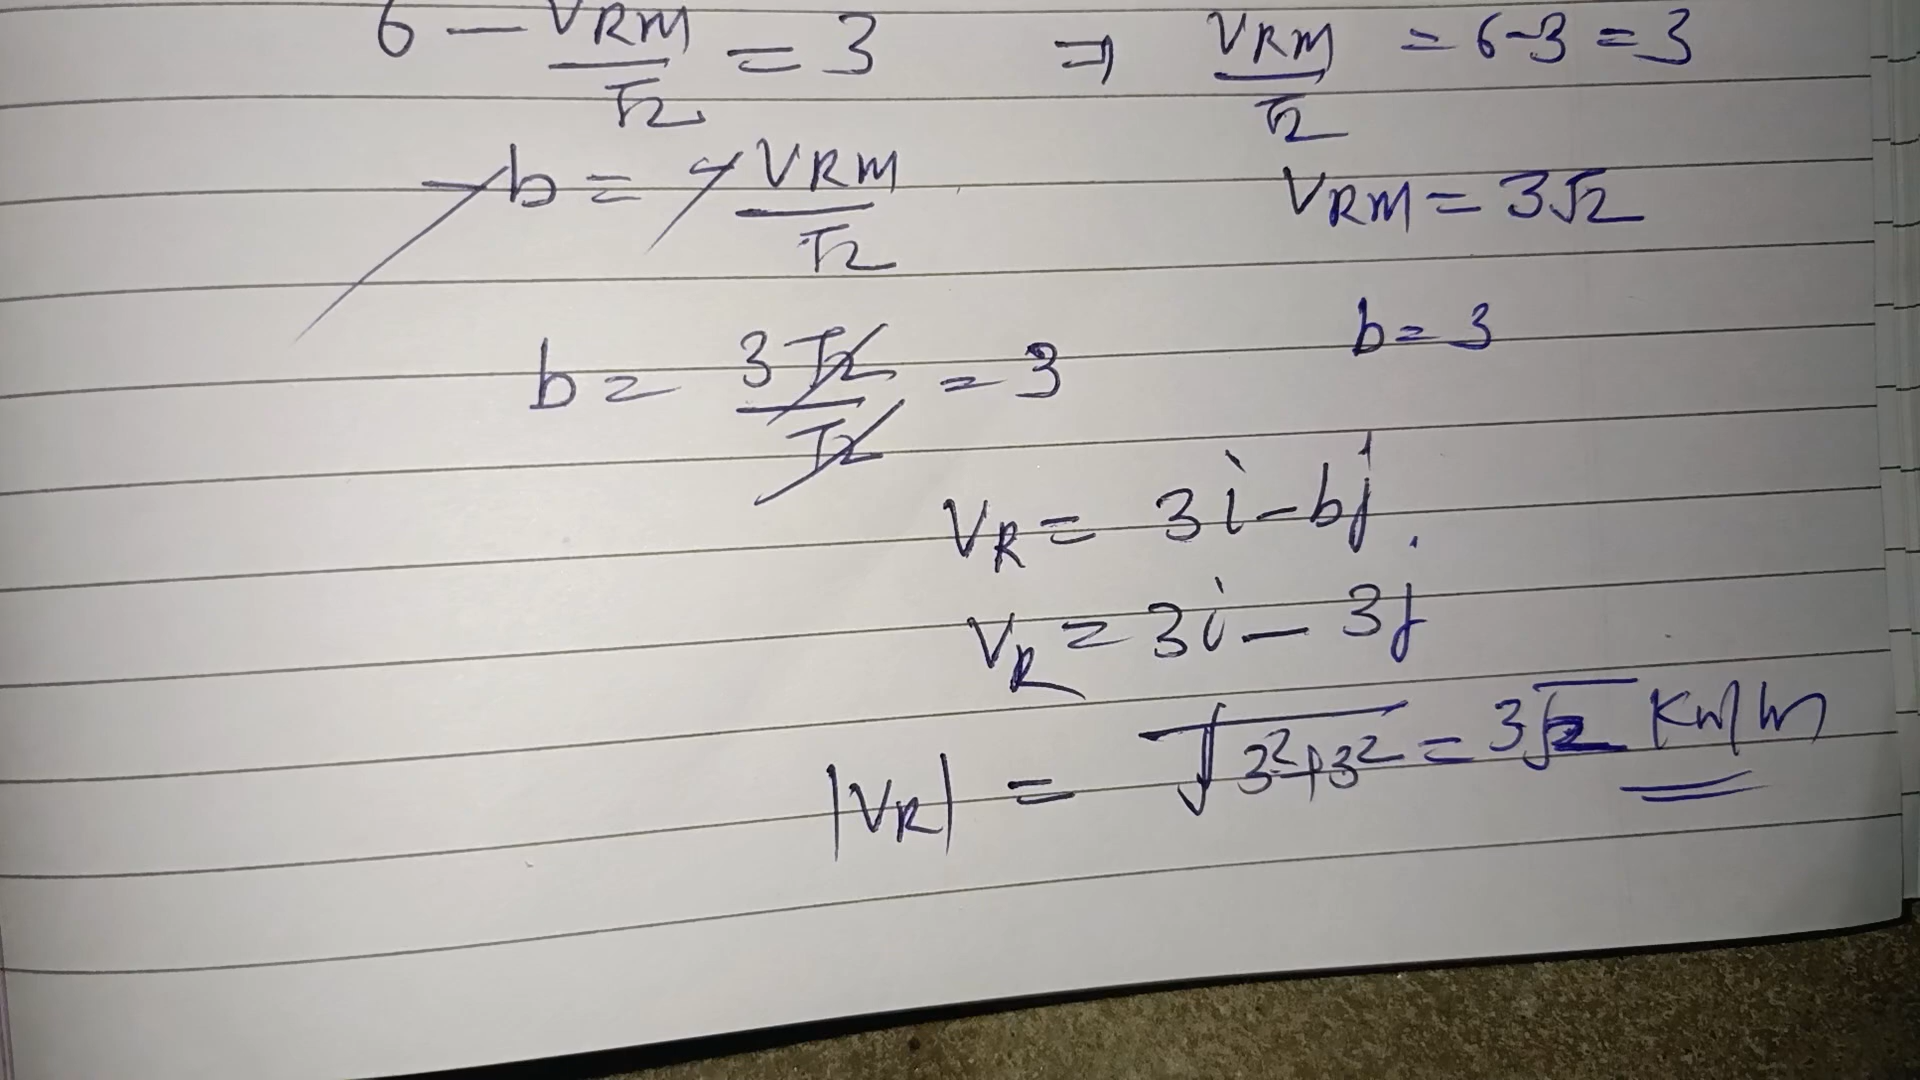 6 - VRM/√2 = 3 ⇒ VRM/√2 = 6-3 = 3
-b = -VRM/√2
VRM = 3√2
b = 3√2/√2 = 3
b = 3
VR = 3i - bj.
VR = 3i - 3j
|VR| = √3²+3² = 3√2 Km/h